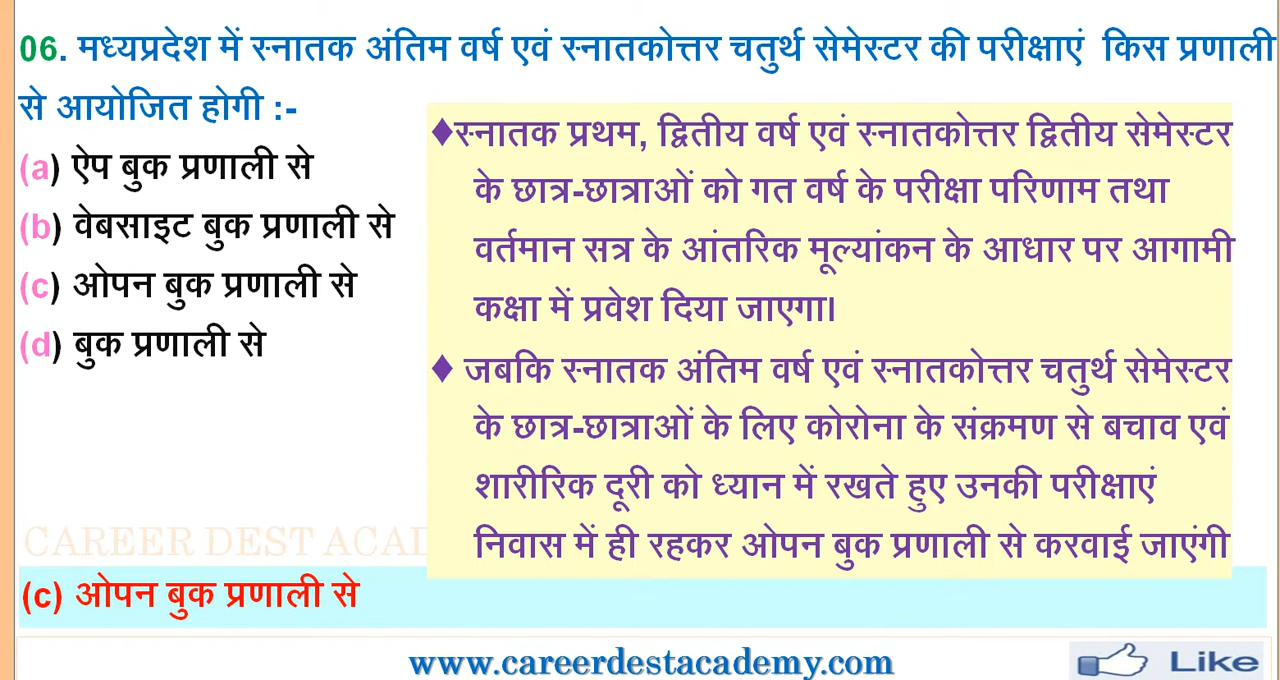 06. मध्यप्रदेश में स्नातक अंतिम वर्ष एवं स्नातकोत्तर चतुर्थ सेमेस्टर की परीक्षाएं किस प्रणाली
से आयोजित होगी :-
(a) ऐप बुक प्रणाली से
(b) वेबसाइट बुक प्रणाली से
(c) ओपन बुक प्रणाली से
(d) बुक प्रणाली से
♦स्नातक प्रथम, द्वितीय वर्ष एवं स्नातकोत्तर द्वितीय सेमेस्टर
के छात्र-छात्राओं को गत वर्ष के परीक्षा परिणाम तथा
वर्तमान सत्र के आंतरिक मूल्यांकन के आधार पर आगामी
कक्षा में प्रवेश दिया जाएगा।
♦ जबकि स्नातक अंतिम वर्ष एवं स्नातकोत्तर चतुर्थ सेमेस्टर
के छात्र-छात्राओं के लिए कोरोना के संक्रमण से बचाव एवं
शारीरिक दूरी को ध्यान में रखते हुए उनकी परीक्षाएं
निवास में ही रहकर ओपन बुक प्रणाली से करवाई जाएंगी
CAREER DEST ACAD
(c) ओपन बुक प्रणाली से
www.careerdestacademy.com
Like